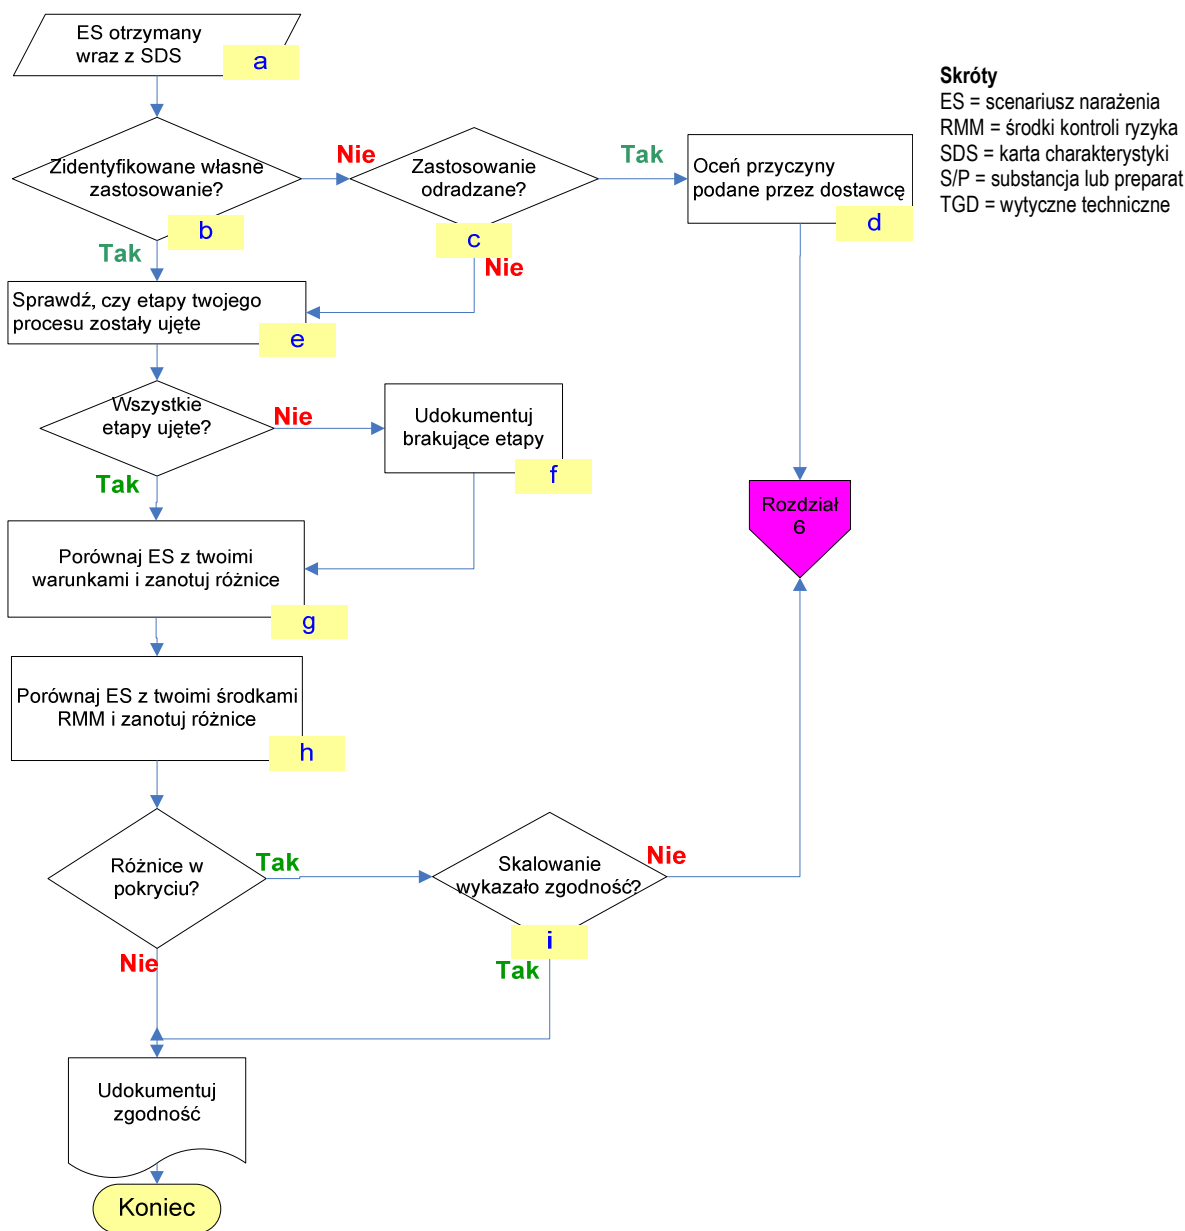 ES otrzymany
wraz z SDS
a
Skróty
ES = scenariusz narażenia
RMM = środki kontroli ryzyka
SDS = karta charakterystyki
S/P = substancja lub preparat
TGD = wytyczne techniczne
Zidentyfikowane własne
zastosowanie?
b
Nie
Zastosowanie
odradzane?
c
Tak
Oceń przyczyny
podane przez dostawcę
d
Tak
Nie
Sprawdź, czy etapy twojego
procesu zostały ujęte
e
Wszystkie
etapy ujęte?
Nie
Udokumentuj
brakujące etapy
f
Tak
Rozdział
6
Porównaj ES z twoimi
warunkami i zanotuj różnice
g
Porównaj ES z twoimi środkami
RMM i zanotuj różnice
h
Różnice w
pokryciu?
Tak
Skalowanie
wykazało zgodność?
i
Nie
Nie
Tak
Udokumentuj
zgodność
Koniec